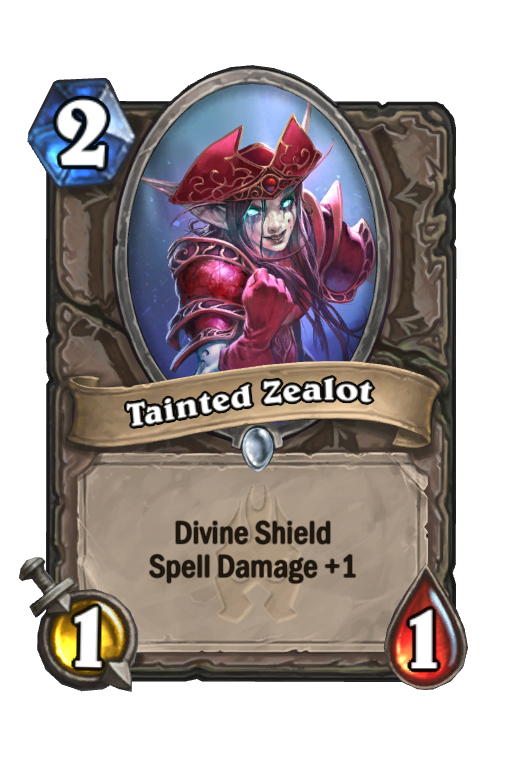 2
Tainted Zealot
Divine Shield
Spell Damage +1
1
1